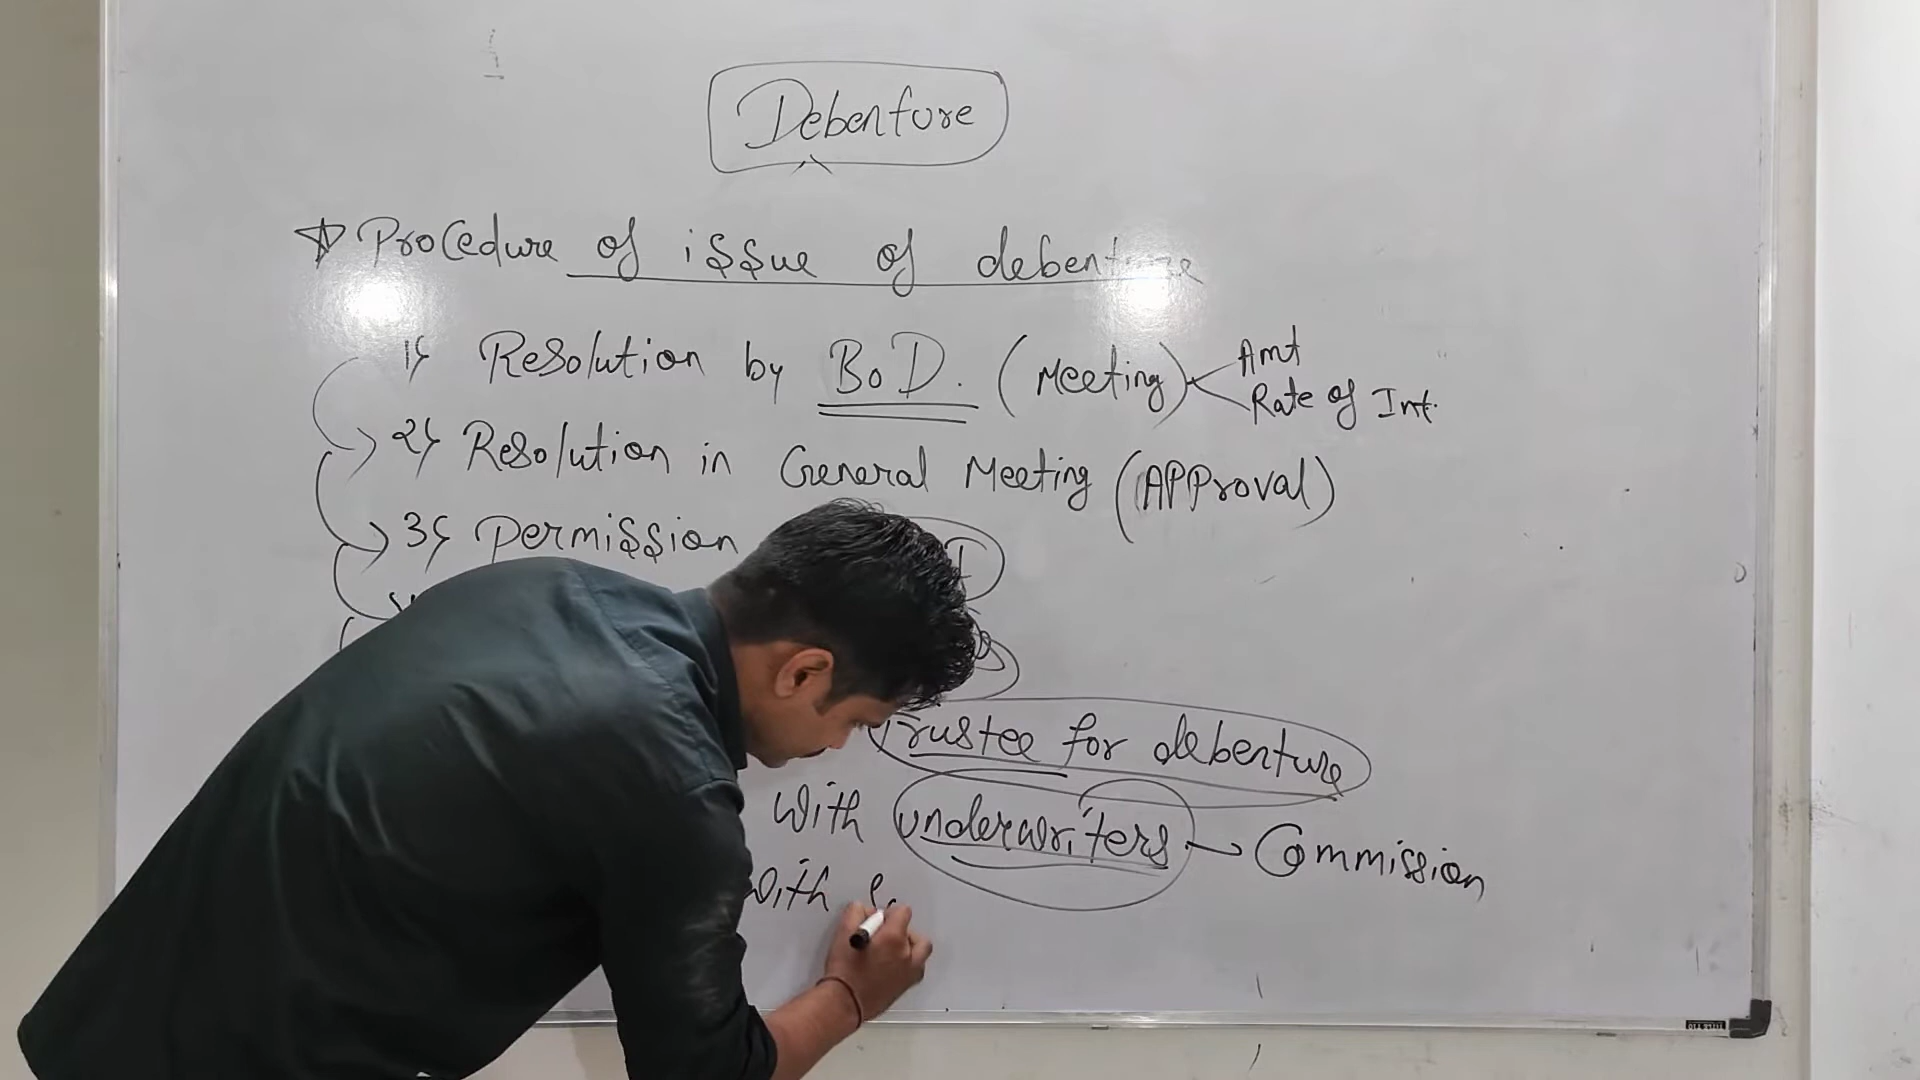 Debenture
☆ Procedure of issue of debenture
1) Resolution by BoD. (Meeting) Amt
Rate of Int.
2) Resolution in General Meeting (Approval)
3) Permission
Trustee for debenture
With underwriters → Commission
With